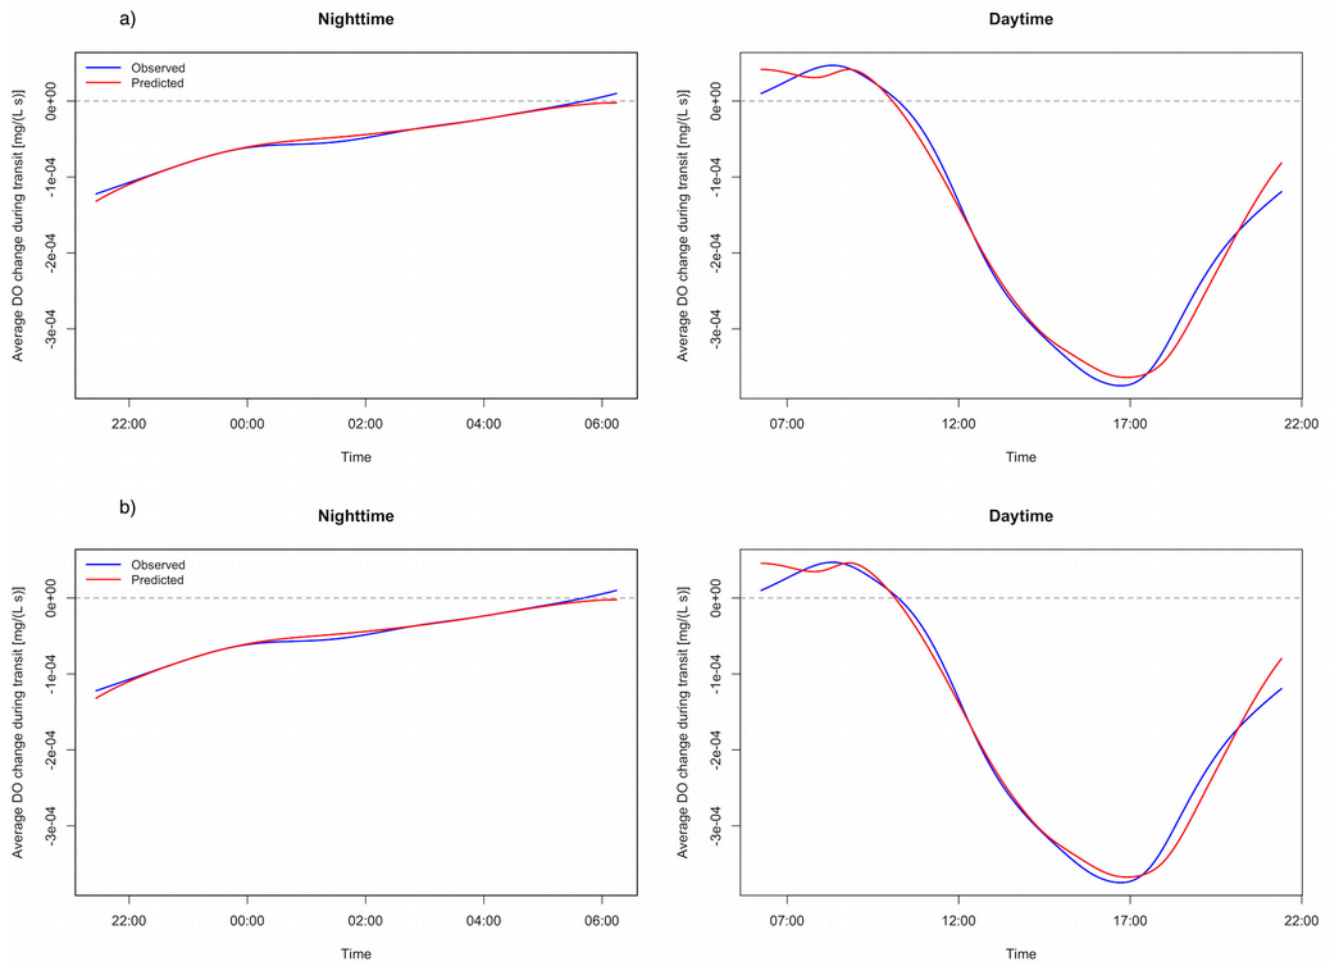 a)
Nighttime
Daytime
Observed
Predicted
Average DO change during transit [mg/(L s)]
0e+00
-1e-04
-2e-04
-3e-04
22:00 00:00 02:00 04:00 06:00
Time
Average DO change during transit [mg/(L s)]
0e+00
-1e-04
-2e-04
-3e-04
07:00 12:00 17:00 22:00
Time
b)
Nighttime
Daytime
Observed
Predicted
Average DO change during transit [mg/(L s)]
0e+00
-1e-04
-2e-04
-3e-04
22:00 00:00 02:00 04:00 06:00
Time
Average DO change during transit [mg/(L s)]
0e+00
-1e-04
-2e-04
-3e-04
07:00 12:00 17:00 22:00
Time